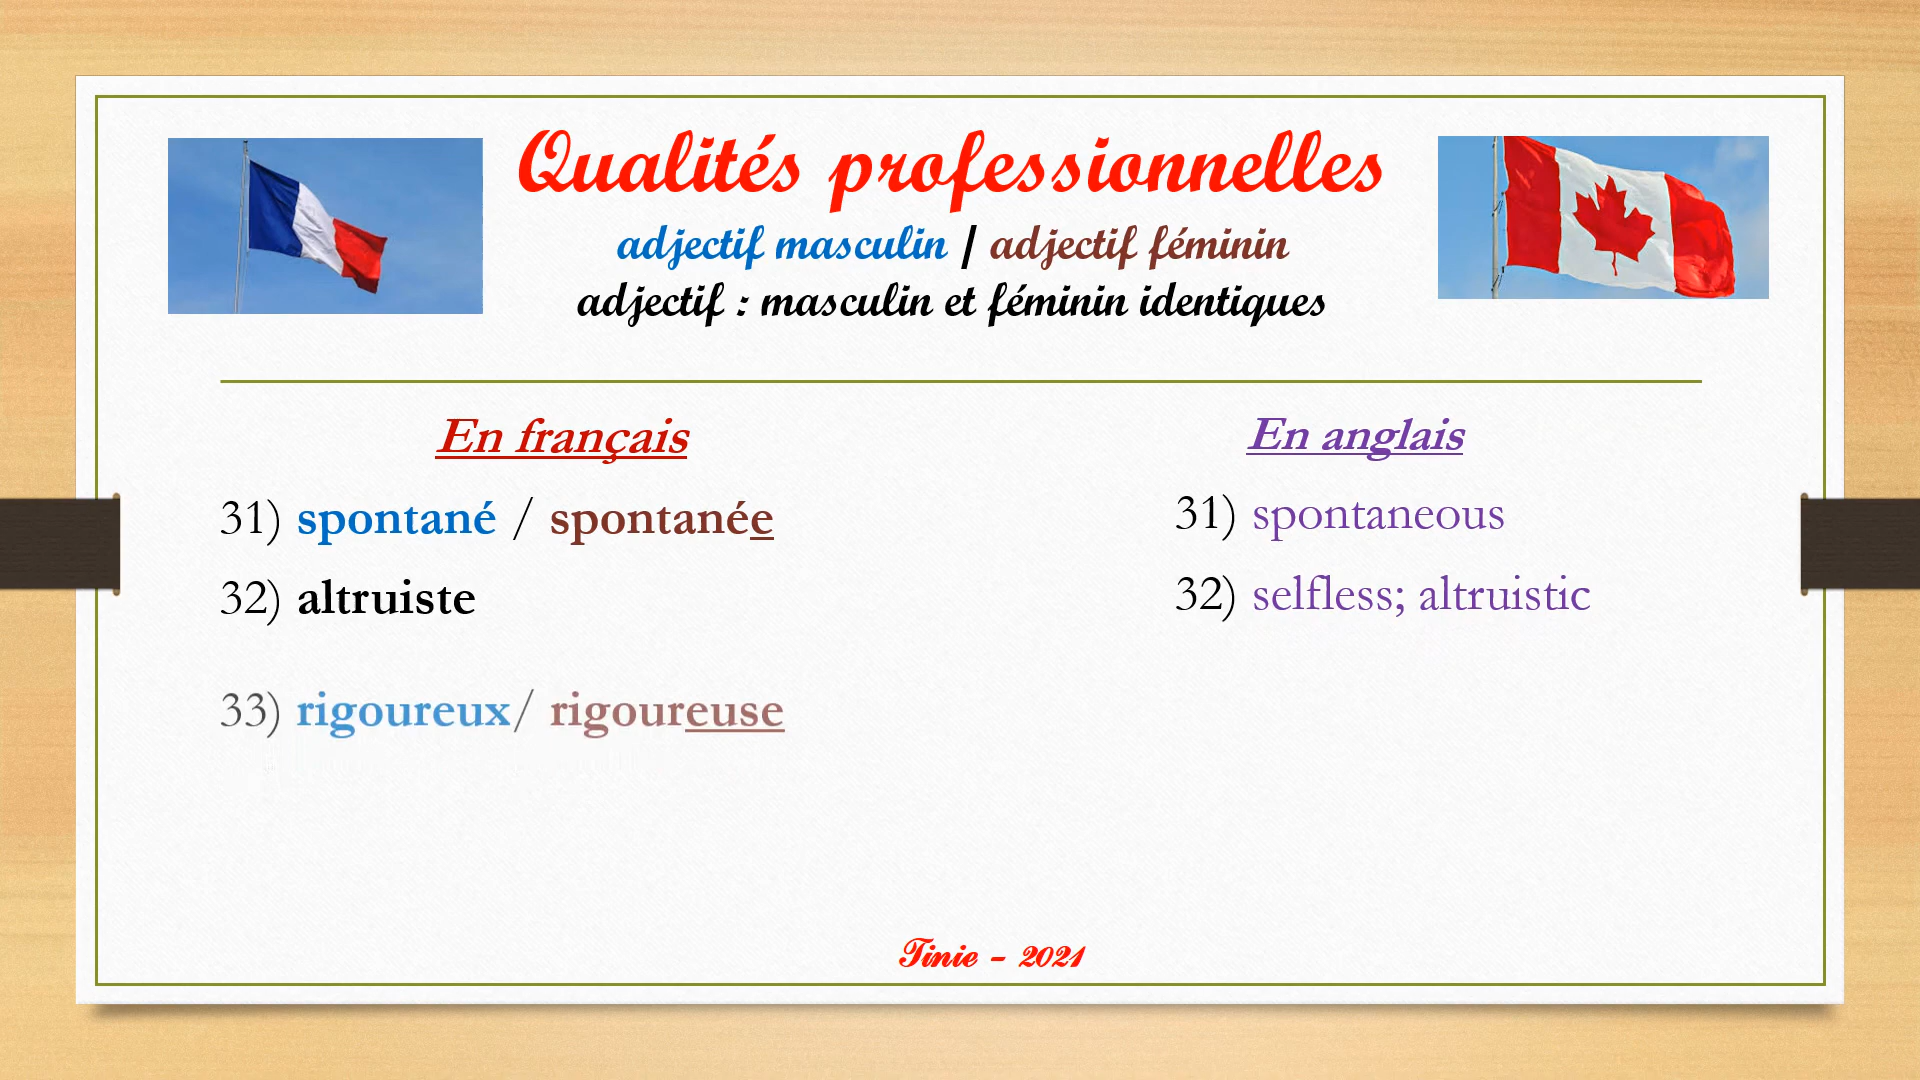 Qualités professionnelles
adjectif masculin / adjectif féminin
adjectif : masculin et féminin identiques
En français
31) spontané / spontanée
32) altruiste
33) rigoureux/ rigoureuse
En anglais
31) spontaneous
32) selfless; altruistic
Tinie - 2021